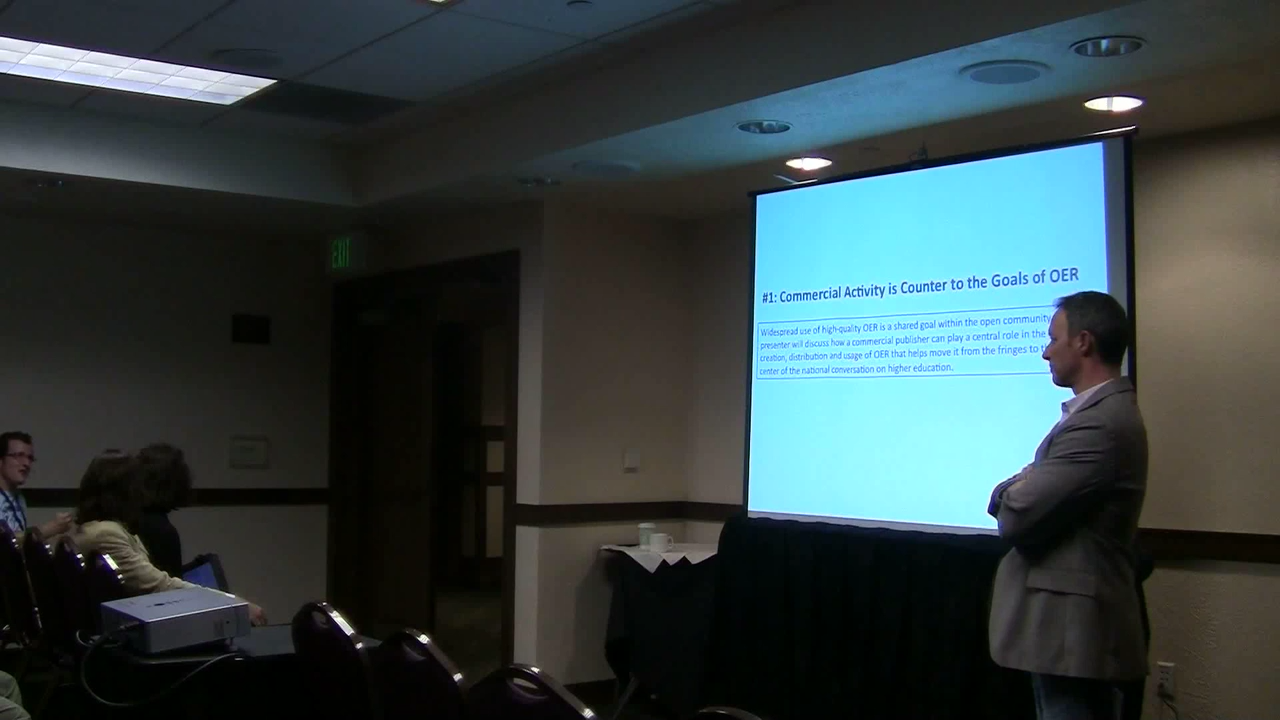 EXIT
#1: Commercial Activity is Counter to the Goals of OER
Widespread use of high-quality OER is a shared goal within the open community
presenter will discuss how a commercial publisher can play a central role in the
creation, distribution and usage of OER that helps move it from the fringes to
center of the national conversation on higher education.